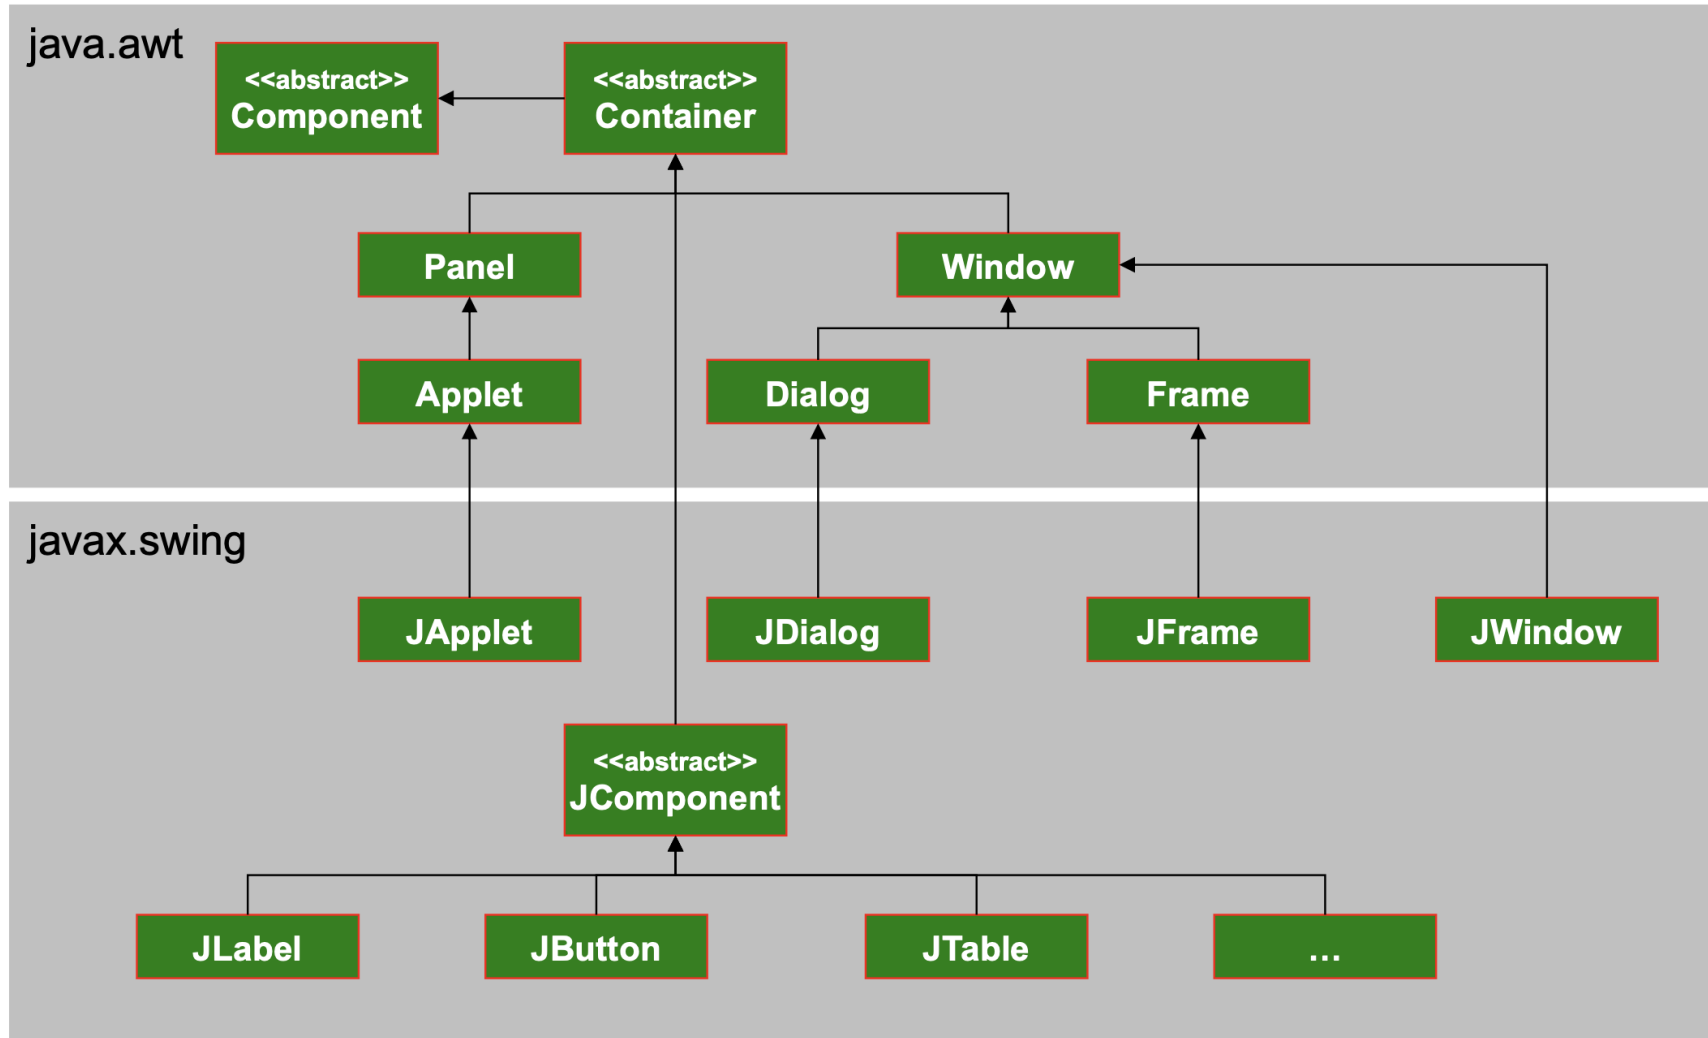 java.awt
<<abstract>>
Component
<<abstract>>
Container
Panel
Window
Applet
Dialog
Frame
javax.swing
JApplet
JDialog
JFrame
JWindow
<<abstract>>
JComponent
JLabel
JButton
JTable
...